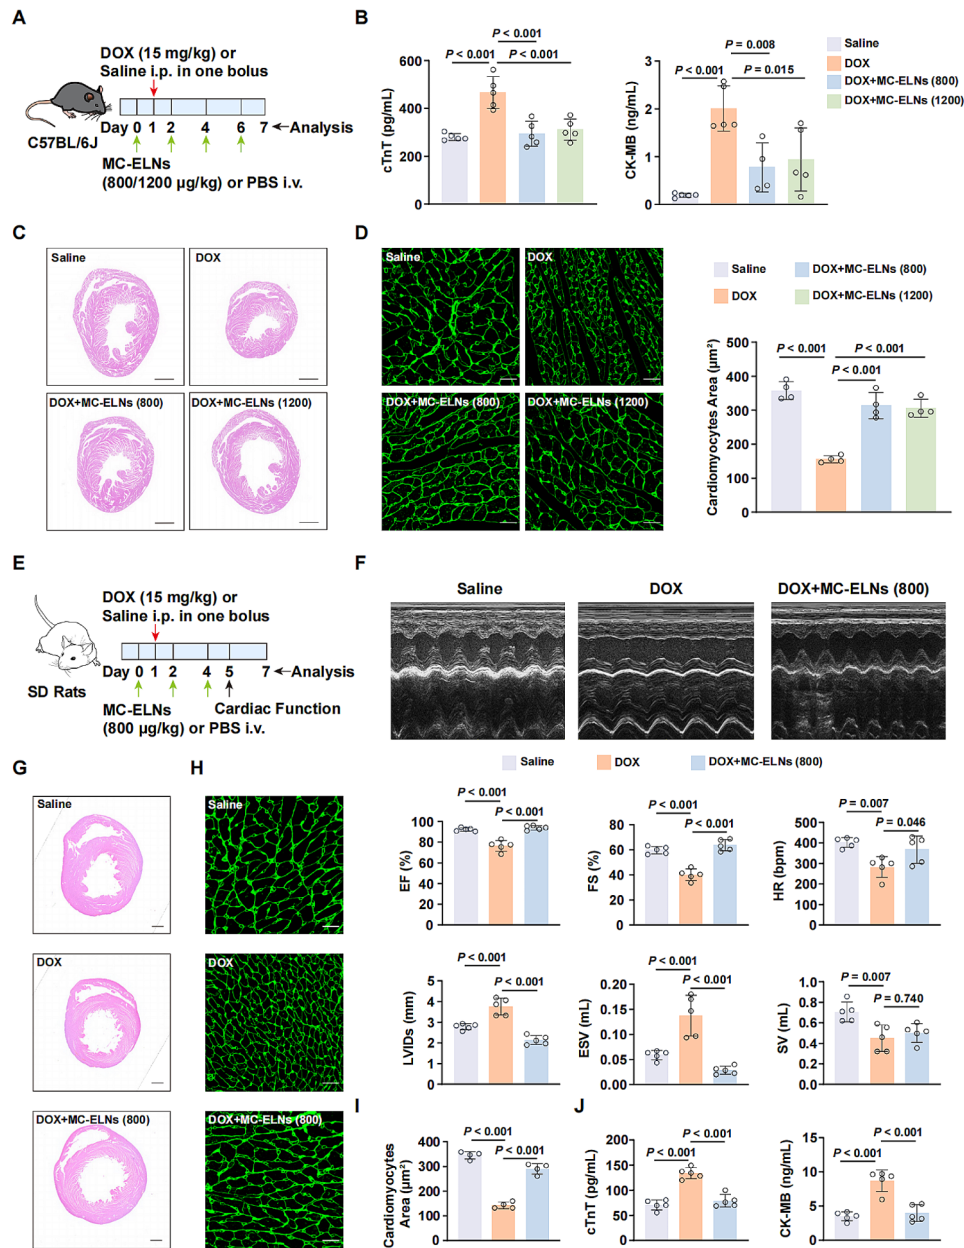 A
DOX (15 mg/kg) or
Saline i.p. in one bolus
Day 0 1 2 4 6 7 Analysis
C57BL/6J
MC-ELNs
(800/1200 μg/kg) or PBS i.v.
B
cTnT (pg/mL)
600
400
200
0
P < 0.001
P < 0.001
P < 0.001
CK-MB (ng/mL)
3
2
1
0
P = 0.008
P < 0.001
P = 0.015
Saline
DOX
DOX+MC-ELNs (800)
DOX+MC-ELNs (1200)
C
Saline
DOX
DOX+MC-ELNs (800)
DOX+MC-ELNs (1200)
D
Saline
DOX
DOX+MC-ELNs (800)
DOX+MC-ELNs (1200)
Saline
DOX+MC-ELNs (800)
DOX
DOX+MC-ELNs (1200)
Cardiomyocytes Area (μm²)
500
400
300
200
100
0
P < 0.001
P < 0.001
P < 0.001
E
DOX (15 mg/kg) or
Saline i.p. in one bolus
Day 0 1 2 4 5 7 Analysis
SD Rats
MC-ELNs
(800 μg/kg) or PBS i.v.
Cardiac Function
F
Saline
DOX
DOX+MC-ELNs (800)
Saline
DOX
DOX+MC-ELNs (800)
EF (%)
100
80
60
40
20
0
P < 0.001
P < 0.001
FS (%)
80
60
40
20
0
P < 0.001
P < 0.001
HR (bpm)
500
400
300
200
100
0
P = 0.007
P = 0.046
LVIDs (mm)
5
4
3
2
1
0
P < 0.001
P < 0.001
ESV (mL)
0.20
0.15
0.10
0.05
0.00
P < 0.001
P < 0.001
SV (mL)
1.0
0.8
0.6
0.4
0.2
0.0
P = 0.007
P = 0.740
G
Saline
DOX
DOX+MC-ELNs (800)
H
Saline
DOX
DOX+MC-ELNs (800)
I
Cardiomyocytes
Area (μm²)
400
300
200
100
0
P < 0.001
P < 0.001
J
cTnT (pg/mL)
200
150
100
50
0
P < 0.001
P < 0.001
CK-MB (ng/mL)
15
10
5
0
P < 0.001
P < 0.001